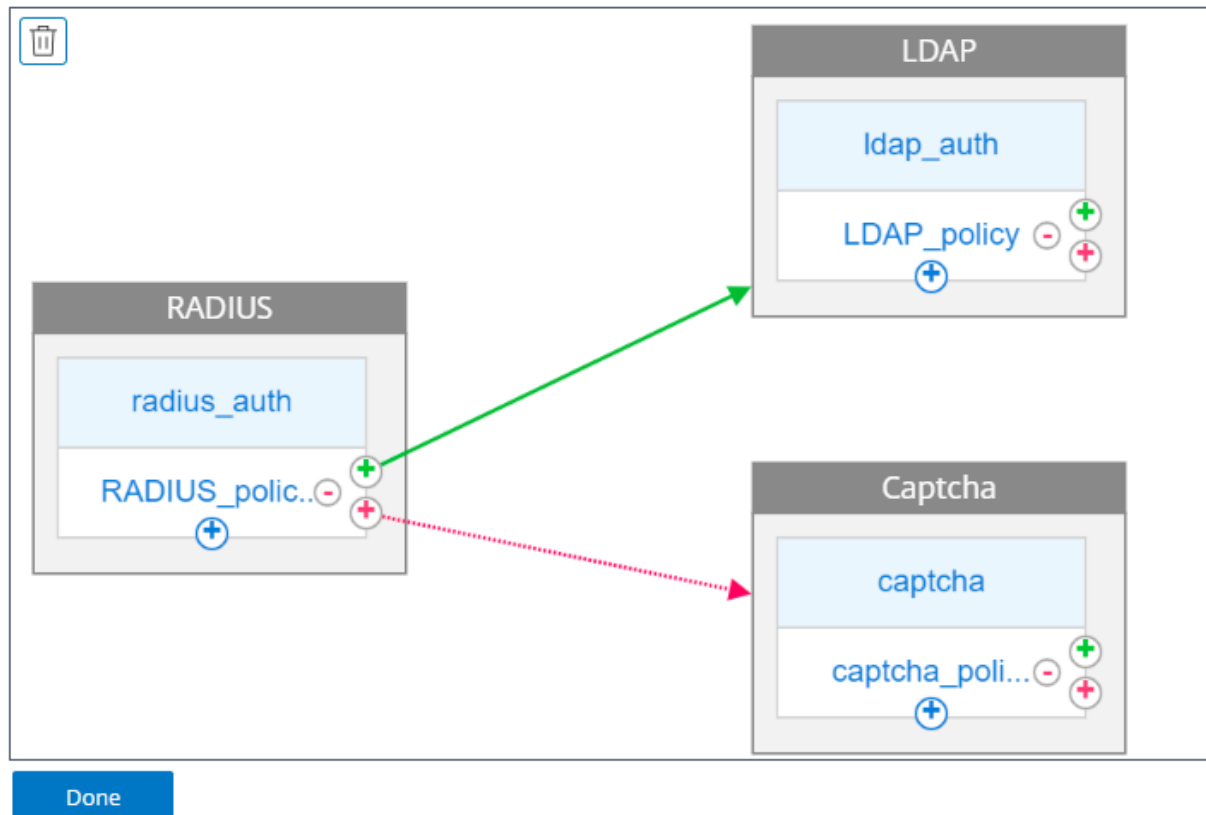 LDAP
ldap_auth
LDAP_policy
RADIUS
radius_auth
RADIUS_polic..
Captcha
captcha
captcha_poli...
Done